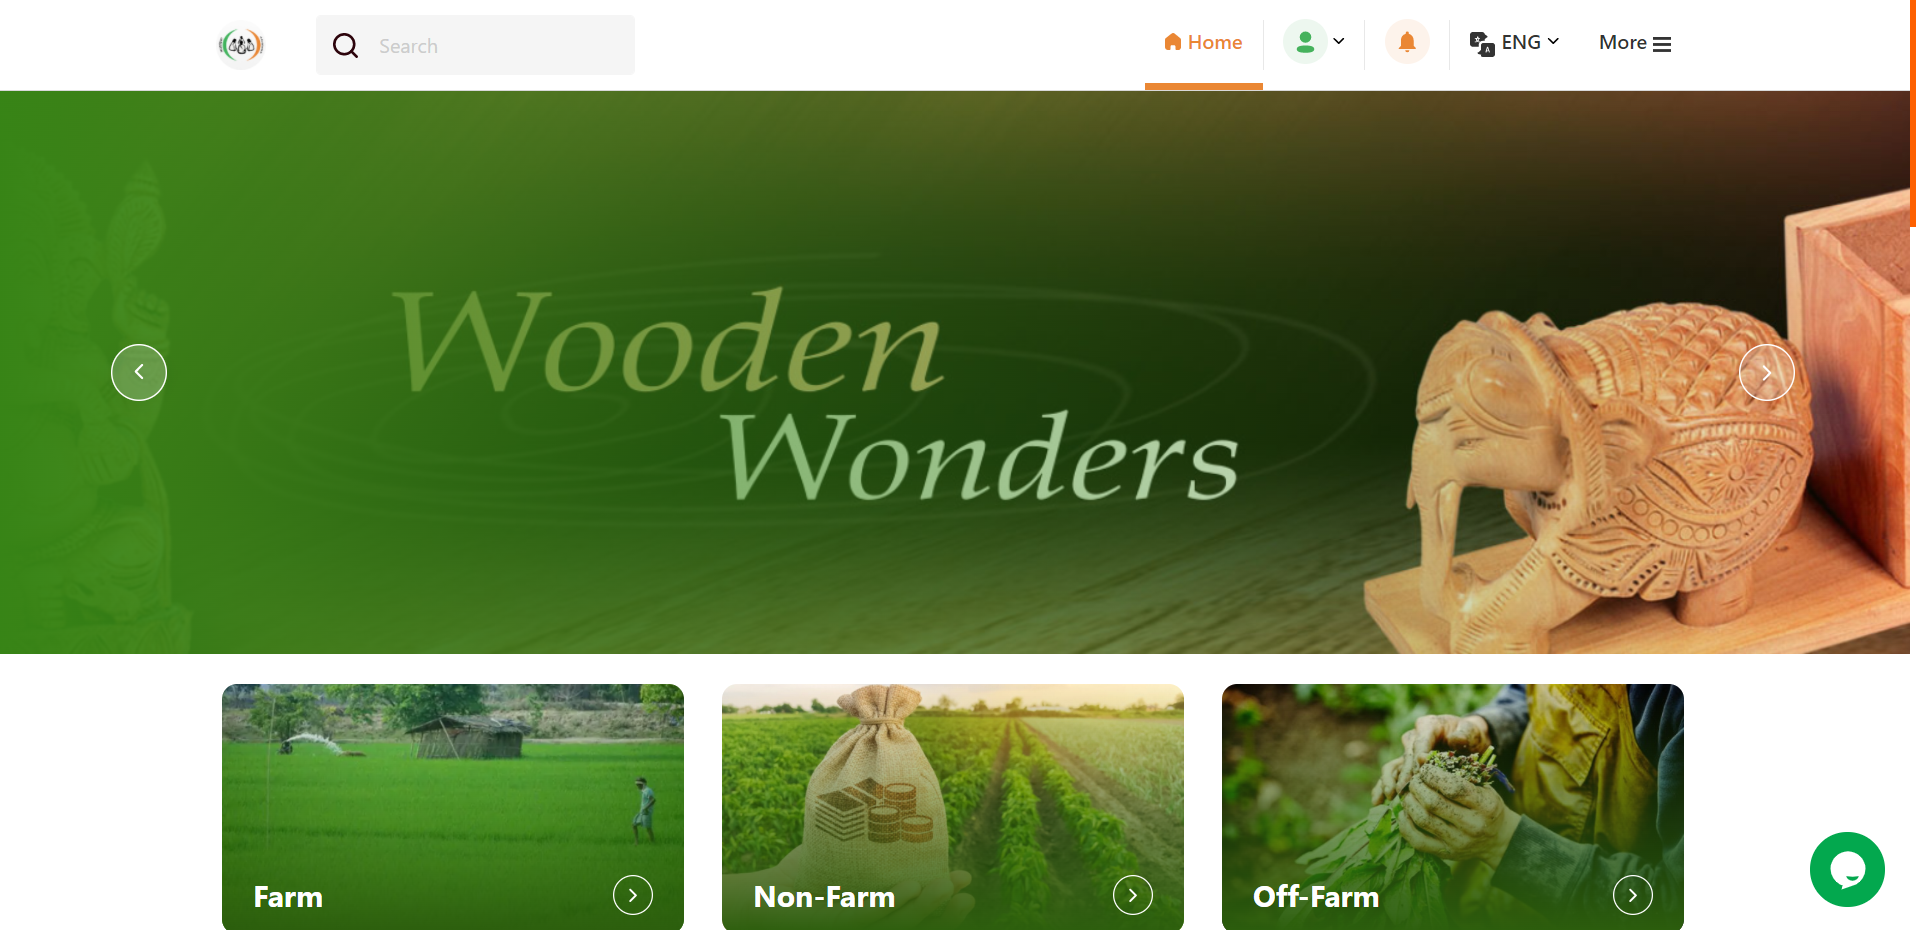 Search
Home
ENG
More
Wooden
Wonders
Farm
Non-Farm
Off-Farm